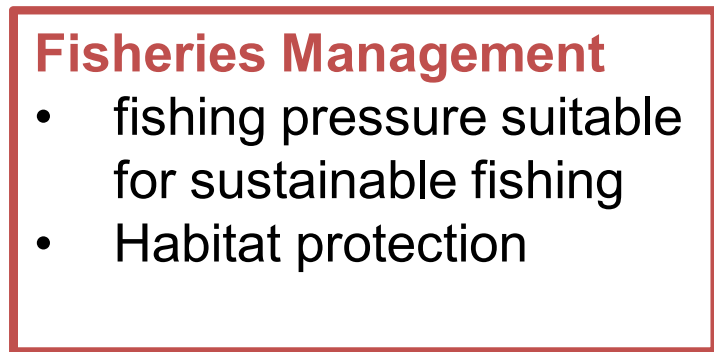 Fisheries Management
• fishing pressure suitable
for sustainable fishing
• Habitat protection